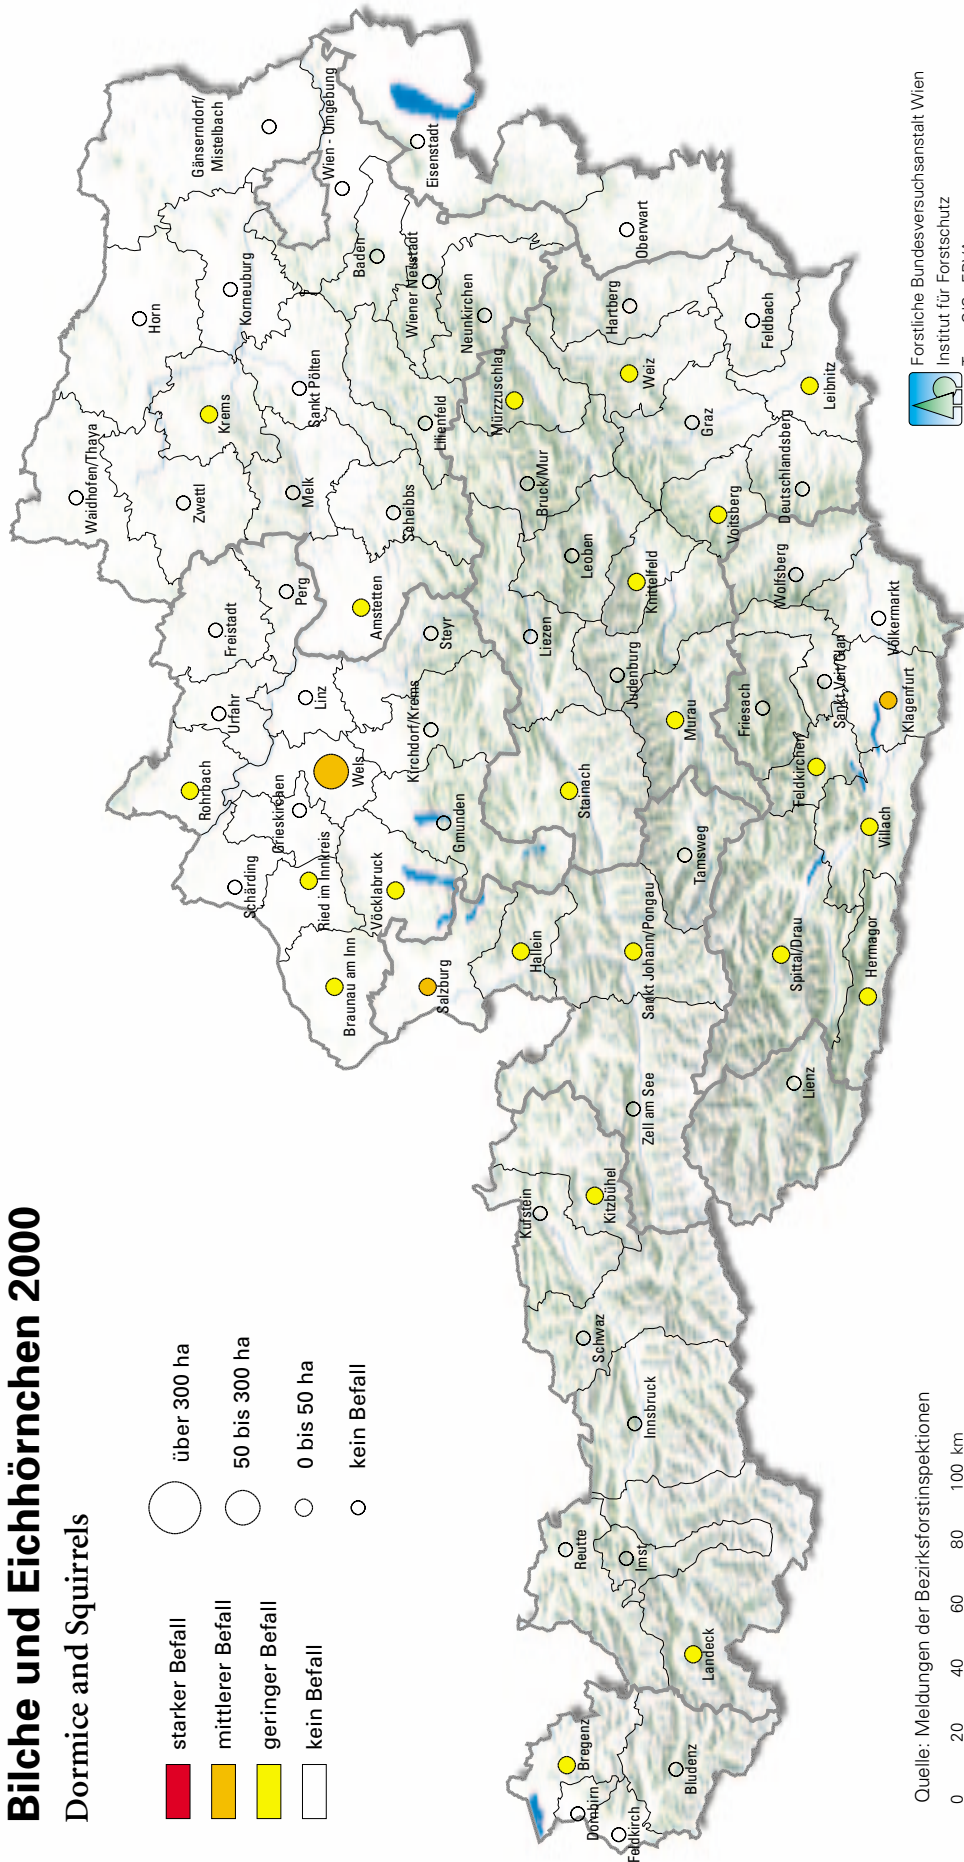 Bilche und Eichhörnchen 2000
Dormice and Squirrels
starker Befall
mittlerer Befall
geringer Befall
kein Befall
über 300 ha
50 bis 300 ha
0 bis 50 ha
kein Befall
Waidhofen/Thaya
Horn
Gänserndorf/
Mistelbach
Zwettl
Krems
Korneuburg
Wien - Umgebung
Melk
Sankt Pölten
Baden
Eisenstadt
Scheibbs
Lilienfeld
Wiener Neustadt
Neunkirchen
Amstetten
Rohrbach
Urfahr
Freistadt
Perg
Schärding
Grieskirchen
Linz
Ried im Innkreis
Wels
Braunau am Inn
Vöcklabruck
Gmunden
Kirchdorf/Krems
Steyr
Salzburg
Hallein
Sankt Johann/Pongau
Zell am See
Tamsweg
Stainach
Liezen
Leoben
Bruck/Mur
Mürzzuschlag
Murau
Judenburg
Knittelfeld
Voitsberg
Graz
Weiz
Hartberg
Oberwart
Feldbach
Leibnitz
Deutschlandsberg
Wolfsberg
Völkermarkt
Friesach
Sankt Veit/Glan
Feldkirchen
Klagenfurt
Villach
Spittal/Drau
Hermagor
Lienz
Kufstein
Kitzbühel
Schwaz
Innsbruck
Reutte
Imst
Landeck
Bregenz
Dornbirn
Feldkirch
Bludenz
Quelle: Meldungen der Bezirksforstinspektionen
0 20 40 60 80 100 km
Forstliche Bundesversuchsanstalt Wien
Institut für Forstschutz